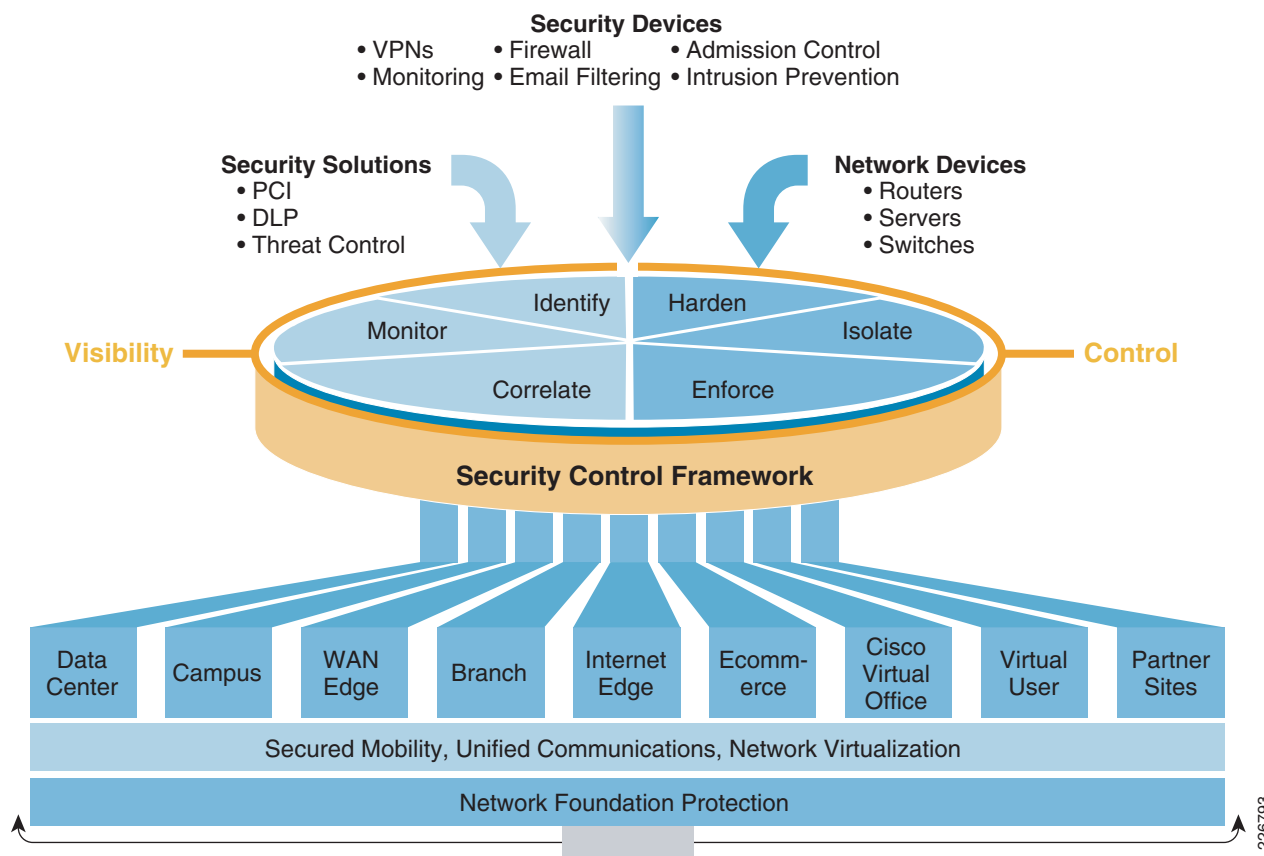 Security Devices
• VPNs • Firewall • Admission Control
• Monitoring • Email Filtering • Intrusion Prevention
Security Solutions
• PCI
• DLP
• Threat Control
Network Devices
• Routers
• Servers
• Switches
Identify
Harden
Monitor
Isolate
Visibility
Control
Correlate
Enforce
Security Control Framework
Data
Center
Campus
WAN
Edge
Branch
Internet
Edge
Ecomm-
erce
Cisco
Virtual
Office
Virtual
User
Partner
Sites
Secured Mobility, Unified Communications, Network Virtualization
Network Foundation Protection
226793